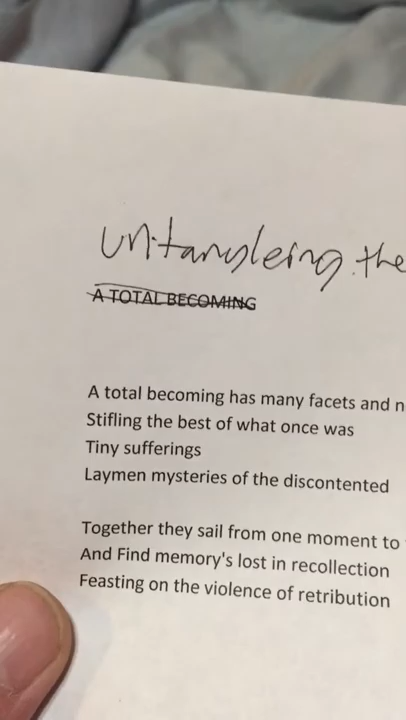 Untangleing the
A TOTAL BECOMING
A total becoming has many facets and n
Stifling the best of what once was
Tiny sufferings
Laymen mysteries of the discontented
Together they sail from one moment to
And Find memory's lost in recollection
Feasting on the violence of retribution